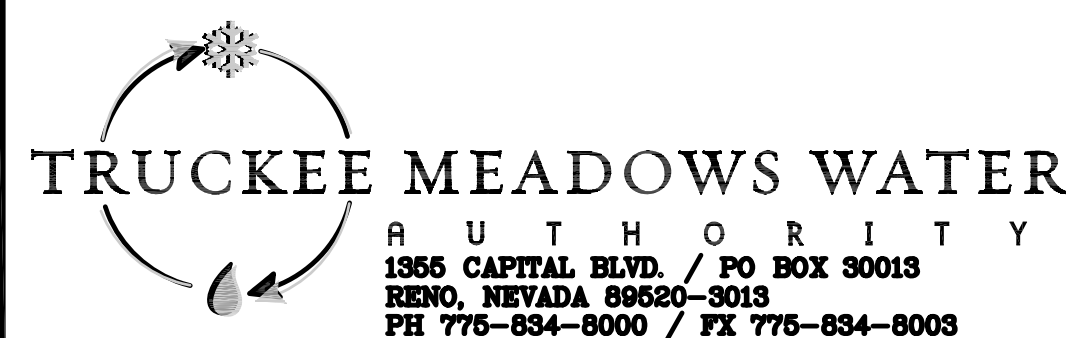 TRUCKEE MEADOWS WATER
AUTHORITY
1355 CAPITAL BLVD. / PO BOX 30013
RENO, NEVADA 89520-3013
PH 775-834-8000 / FX 775-834-8003